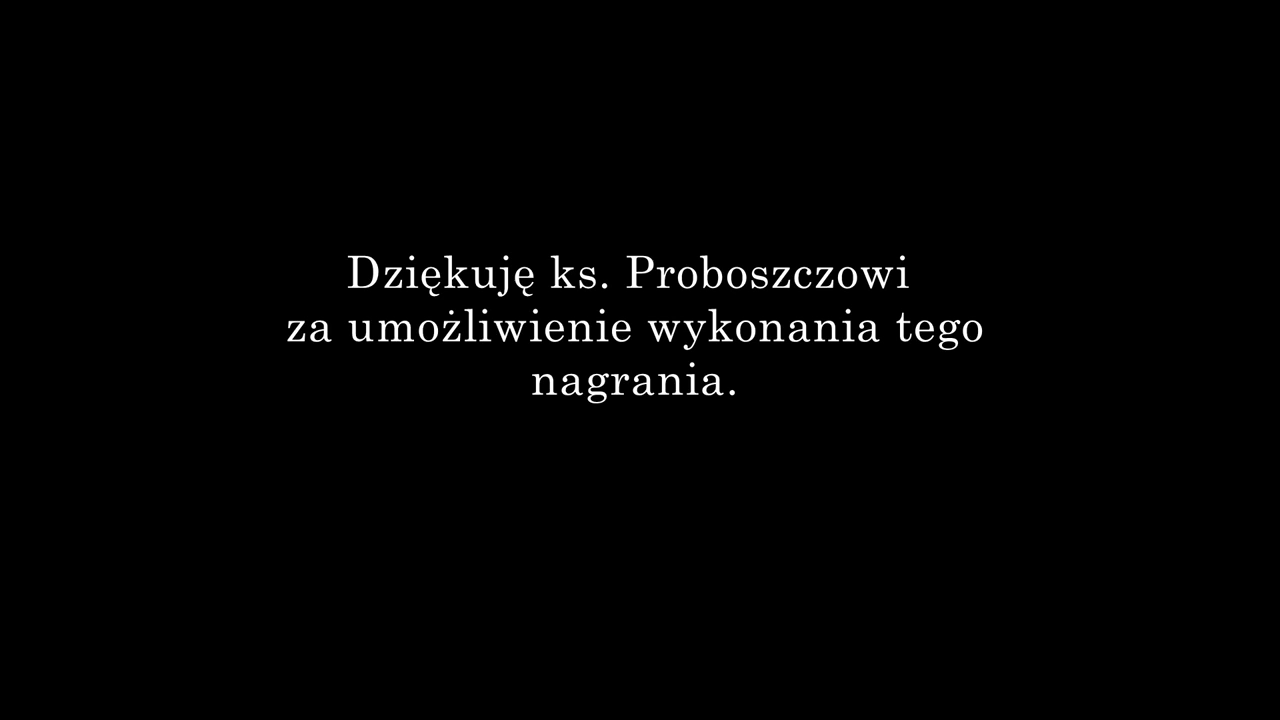 Dziękuję ks. Proboszczowi
za umożliwienie wykonania tego
nagrania.